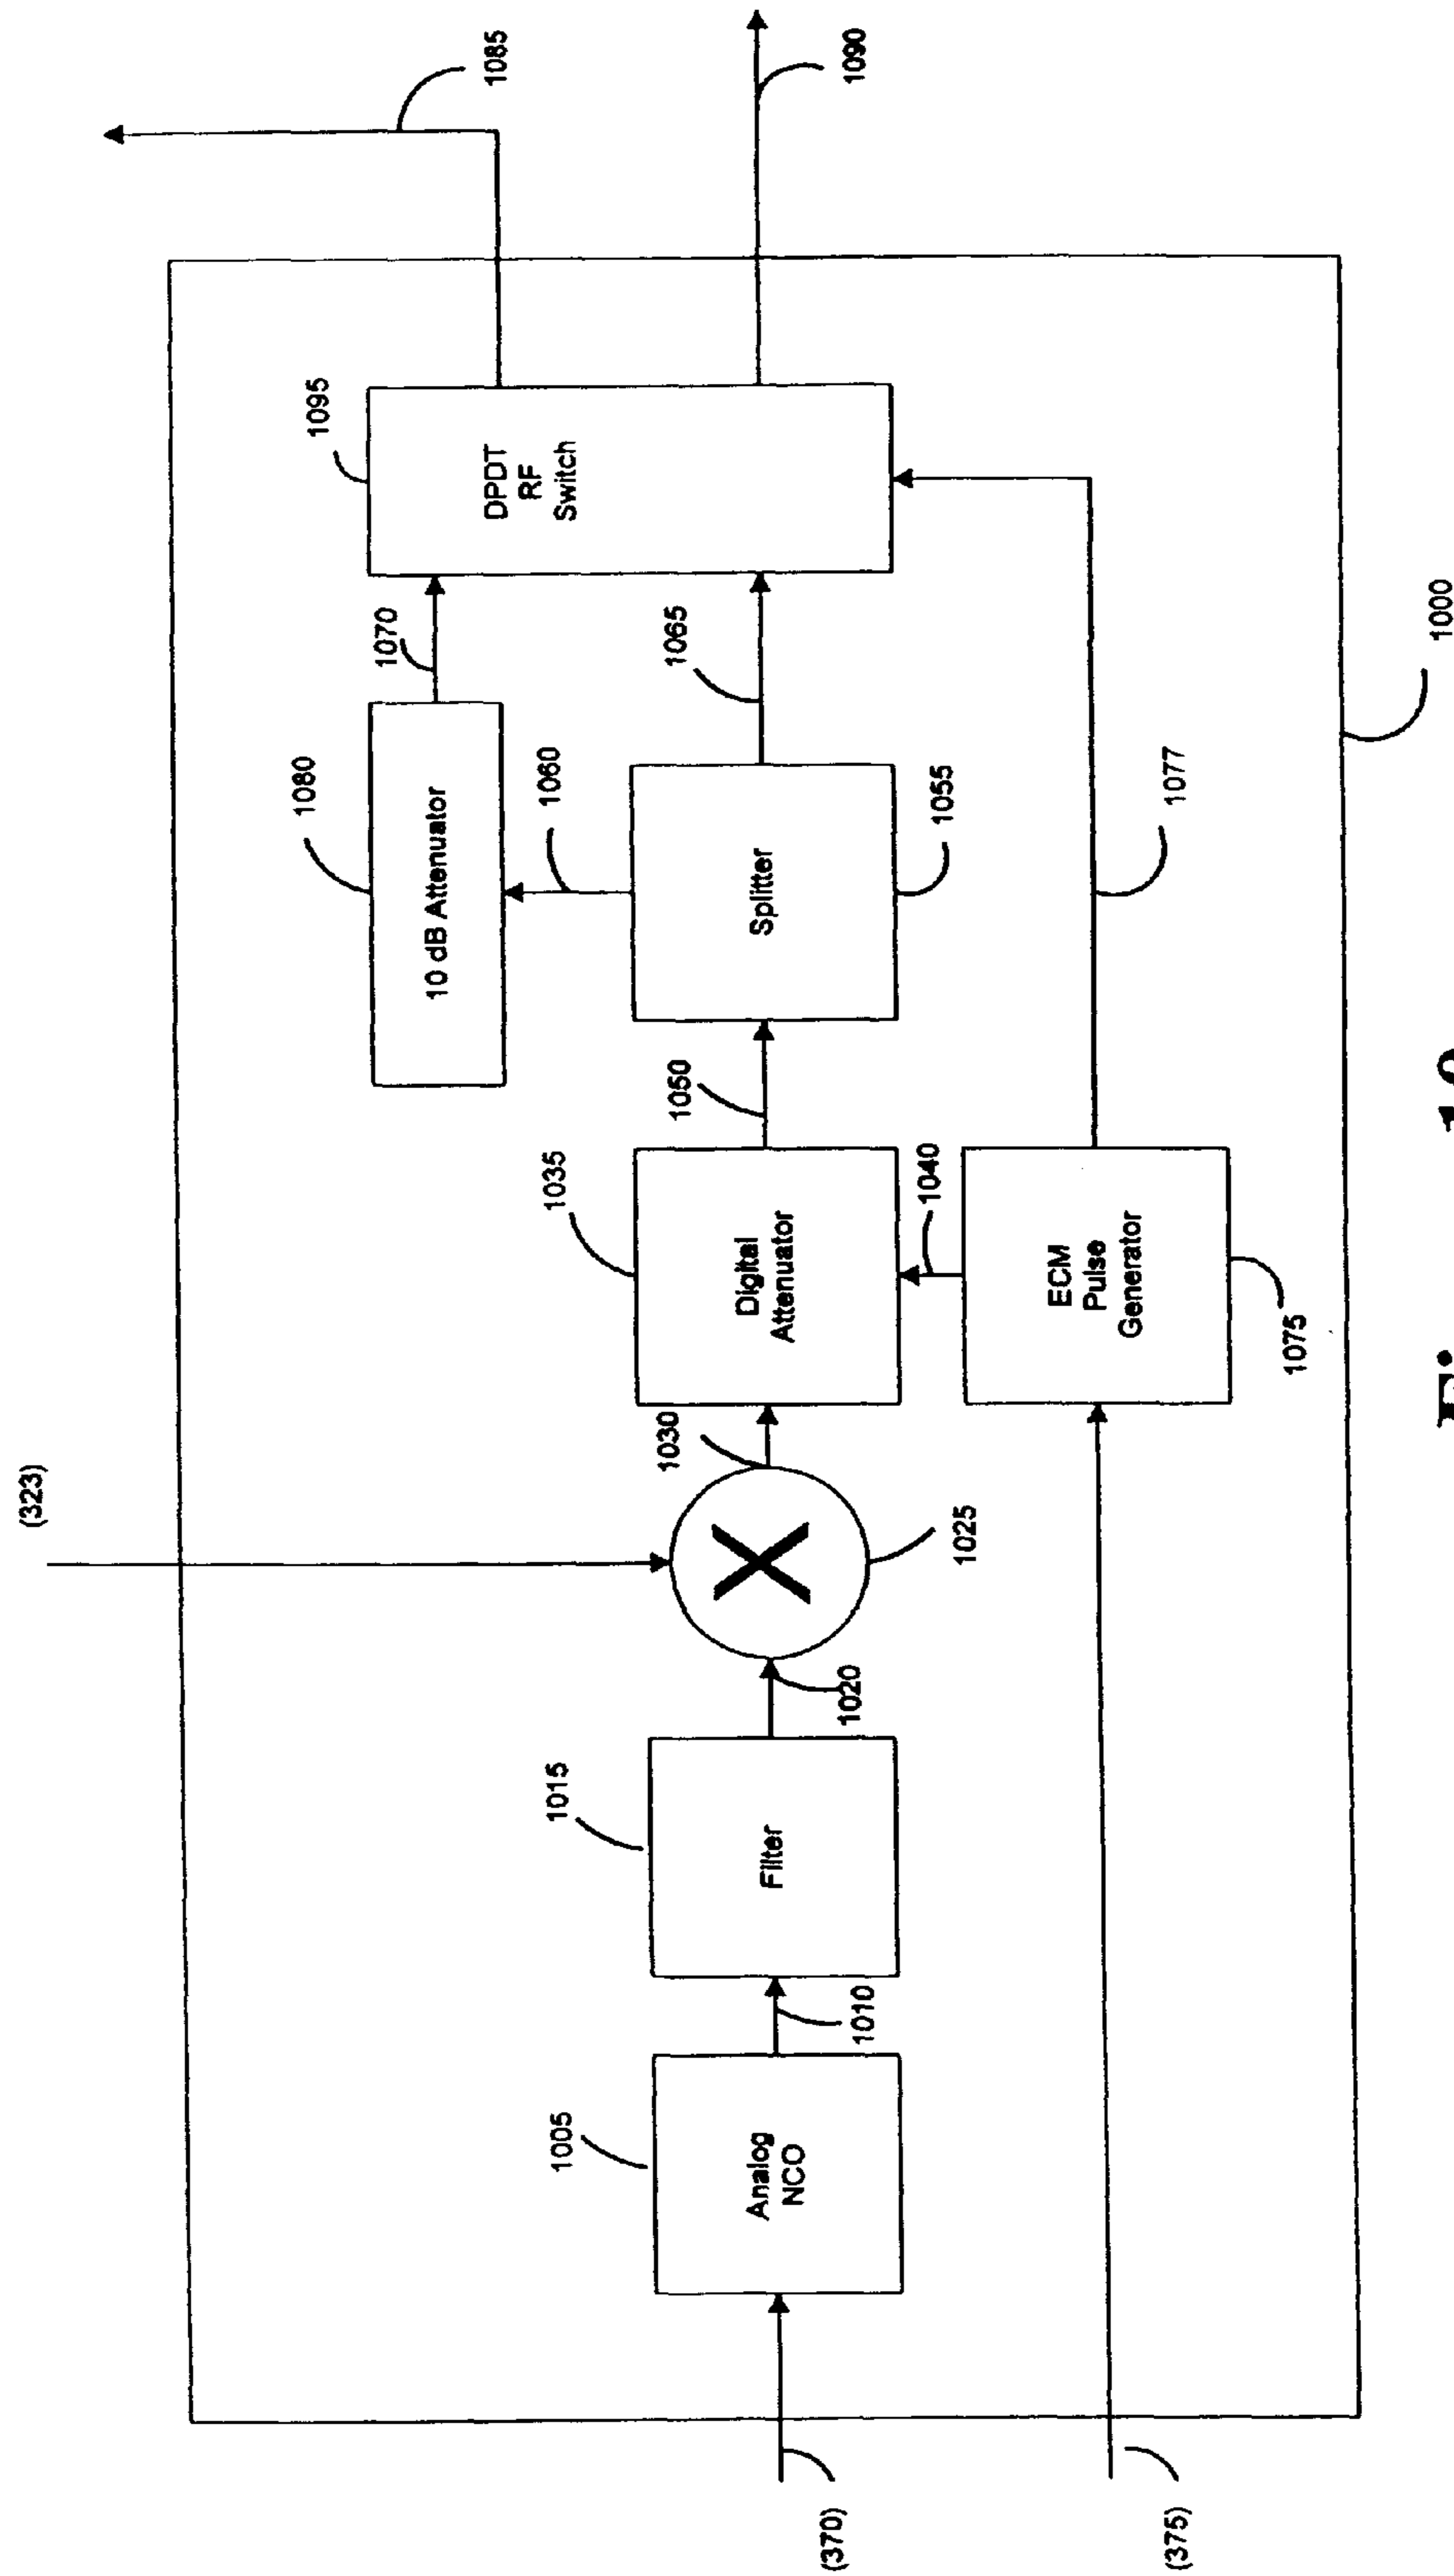 (323)
1085
1090
1095
DPDT
RF
Switch
1070
1065
1080
10 dB Attenuator
1060
Splitter
1055
1077
1050
1035
Digital
Attenuator
1040
ECM
Pulse
Generator
1075
1030
1025
X
1020
1015
Filter
1010
1005
Analog
NCO
(370)
(375)
1000